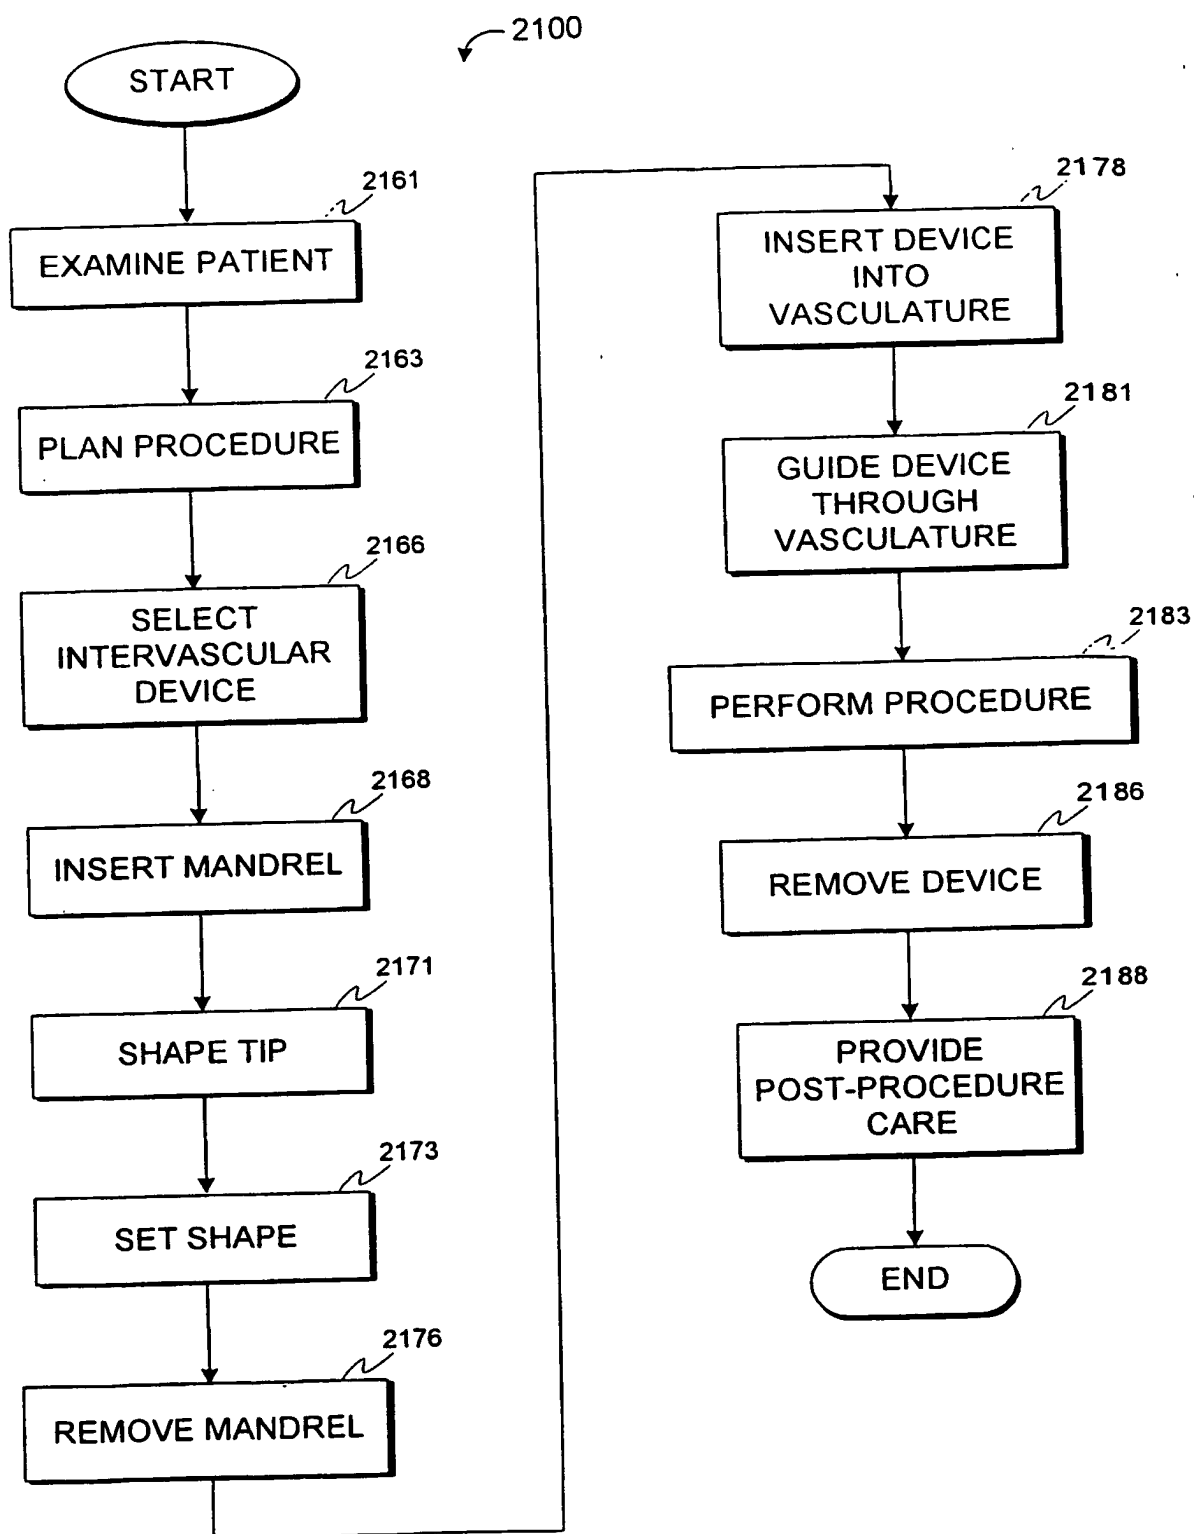 2100
START
2161
EXAMINE PATIENT
2163
PLAN PROCEDURE
2166
SELECT
INTERVASCULAR
DEVICE
2168
INSERT MANDREL
2171
SHAPE TIP
2173
SET SHAPE
2176
REMOVE MANDREL
2178
INSERT DEVICE
INTO
VASCULATURE
2181
GUIDE DEVICE
THROUGH
VASCULATURE
2183
PERFORM PROCEDURE
2186
REMOVE DEVICE
2188
PROVIDE
POST-PROCEDURE
CARE
END